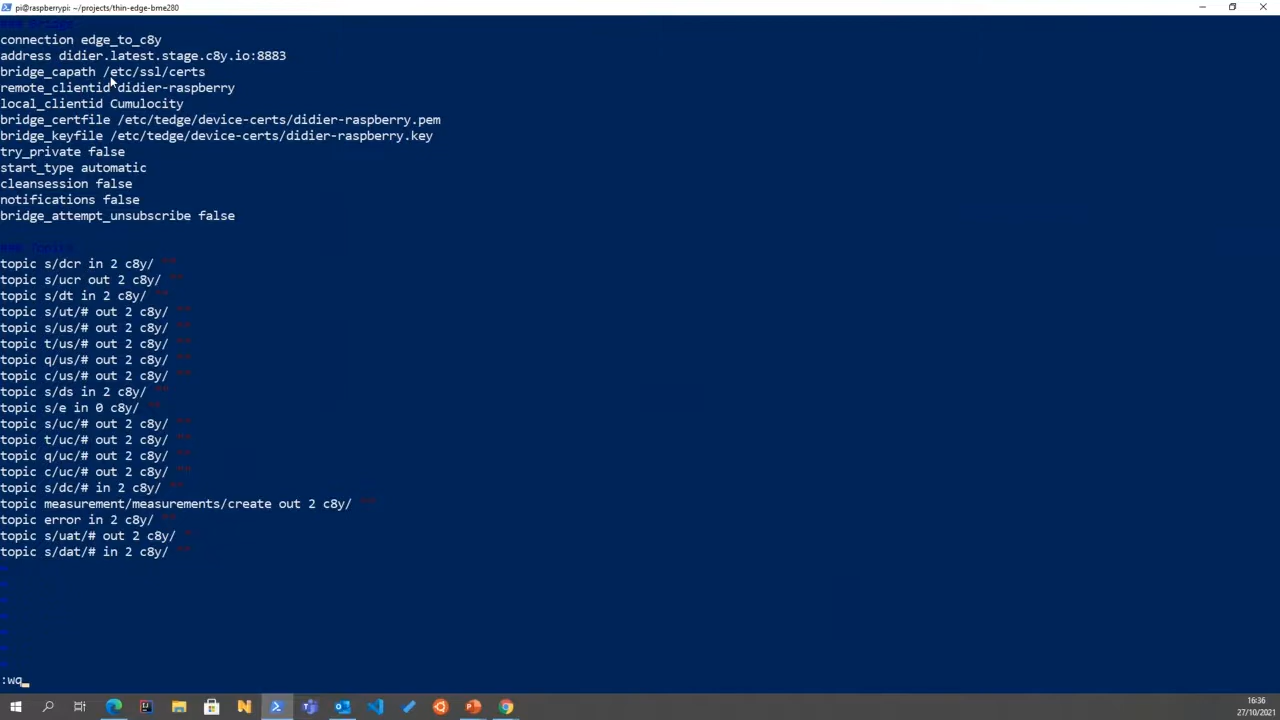 pi@raspberrypi: ~/projects/thin-edge-bme280
### Bridge
connection edge_to_c8y
address didier.latest.stage.c8y.io:8883
bridge_capath /etc/ssl/certs
remote_clientid didier-raspberry
local_clientid Cumulocity
bridge_certfile /etc/tedge/device-certs/didier-raspberry.pem
bridge_keyfile /etc/tedge/device-certs/didier-raspberry.key
try_private false
start_type automatic
cleansession false
notifications false
bridge_attempt_unsubscribe false
### Topics
topic s/dcr in 2 c8y/ ""
topic s/ucr out 2 c8y/ ""
topic s/dt in 2 c8y/ ""
topic s/ut/# out 2 c8y/ ""
topic s/us/# out 2 c8y/ ""
topic t/us/# out 2 c8y/ ""
topic q/us/# out 2 c8y/ ""
topic c/us/# out 2 c8y/ ""
topic s/ds in 2 c8y/ ""
topic s/e in 0 c8y/ ""
topic s/uc/# out 2 c8y/ ""
topic t/uc/# out 2 c8y/ ""
topic q/uc/# out 2 c8y/ ""
topic c/uc/# out 2 c8y/ ""
topic s/dc/# in 2 c8y/ ""
topic measurement/measurements/create out 2 c8y/ ""
topic error in 2 c8y/ ""
topic s/uat/# out 2 c8y/ ""
topic s/dat/# in 2 c8y/ ""
~
~
~
~
~
~
~
:wq
16:36
27/10/2021